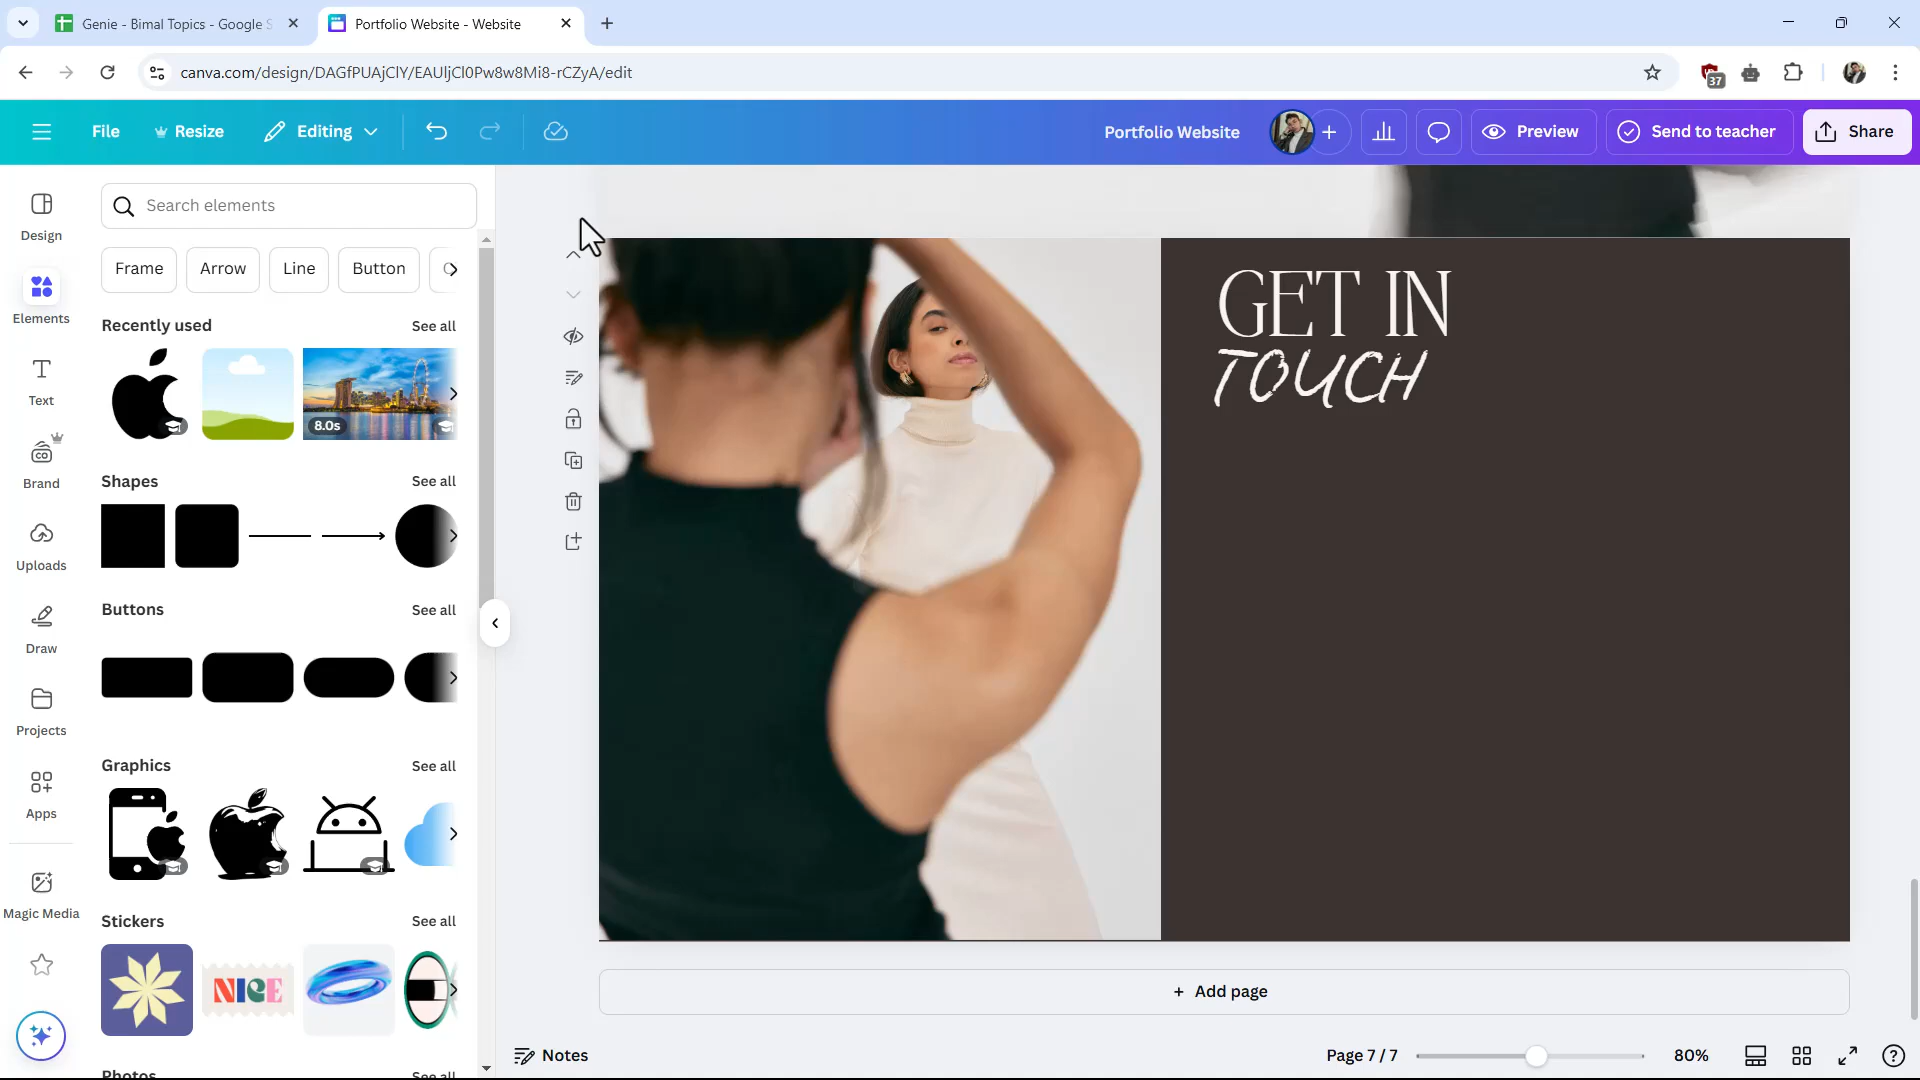 Genie - Bimal Topics - Google S
Portfolio Website - Website
canva.com/design/DAGfPUAjClY/EAUljCl0Pw8w8Mi8-rCZyA/edit
37
File
Resize
Editing
Portfolio Website
Preview
Send to teacher
Share
Design
Elements
Text
Brand
Uploads
Draw
Projects
Apps
Magic Media
Search elements
Frame
Arrow
Line
Button
Recently used
See all
8.0s
Shapes
See all
Buttons
See all
Graphics
See all
Stickers
See all
NICE
Photos
See all
GET IN
TOUCH
+ Add page
Notes
Page 7 / 7
80%